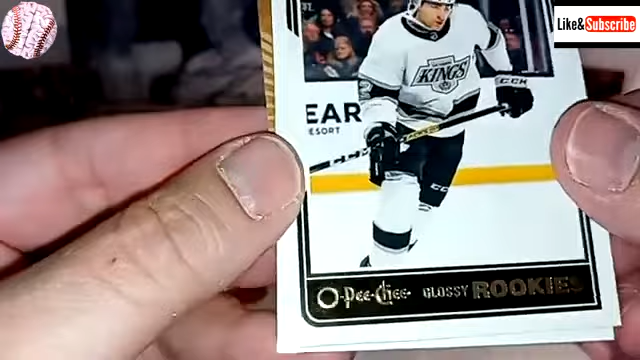 Like&Subscribe
KINGS
CCM
EAR
ESORT
CCM
O-Pee-Chee GLOSSY ROOKIES